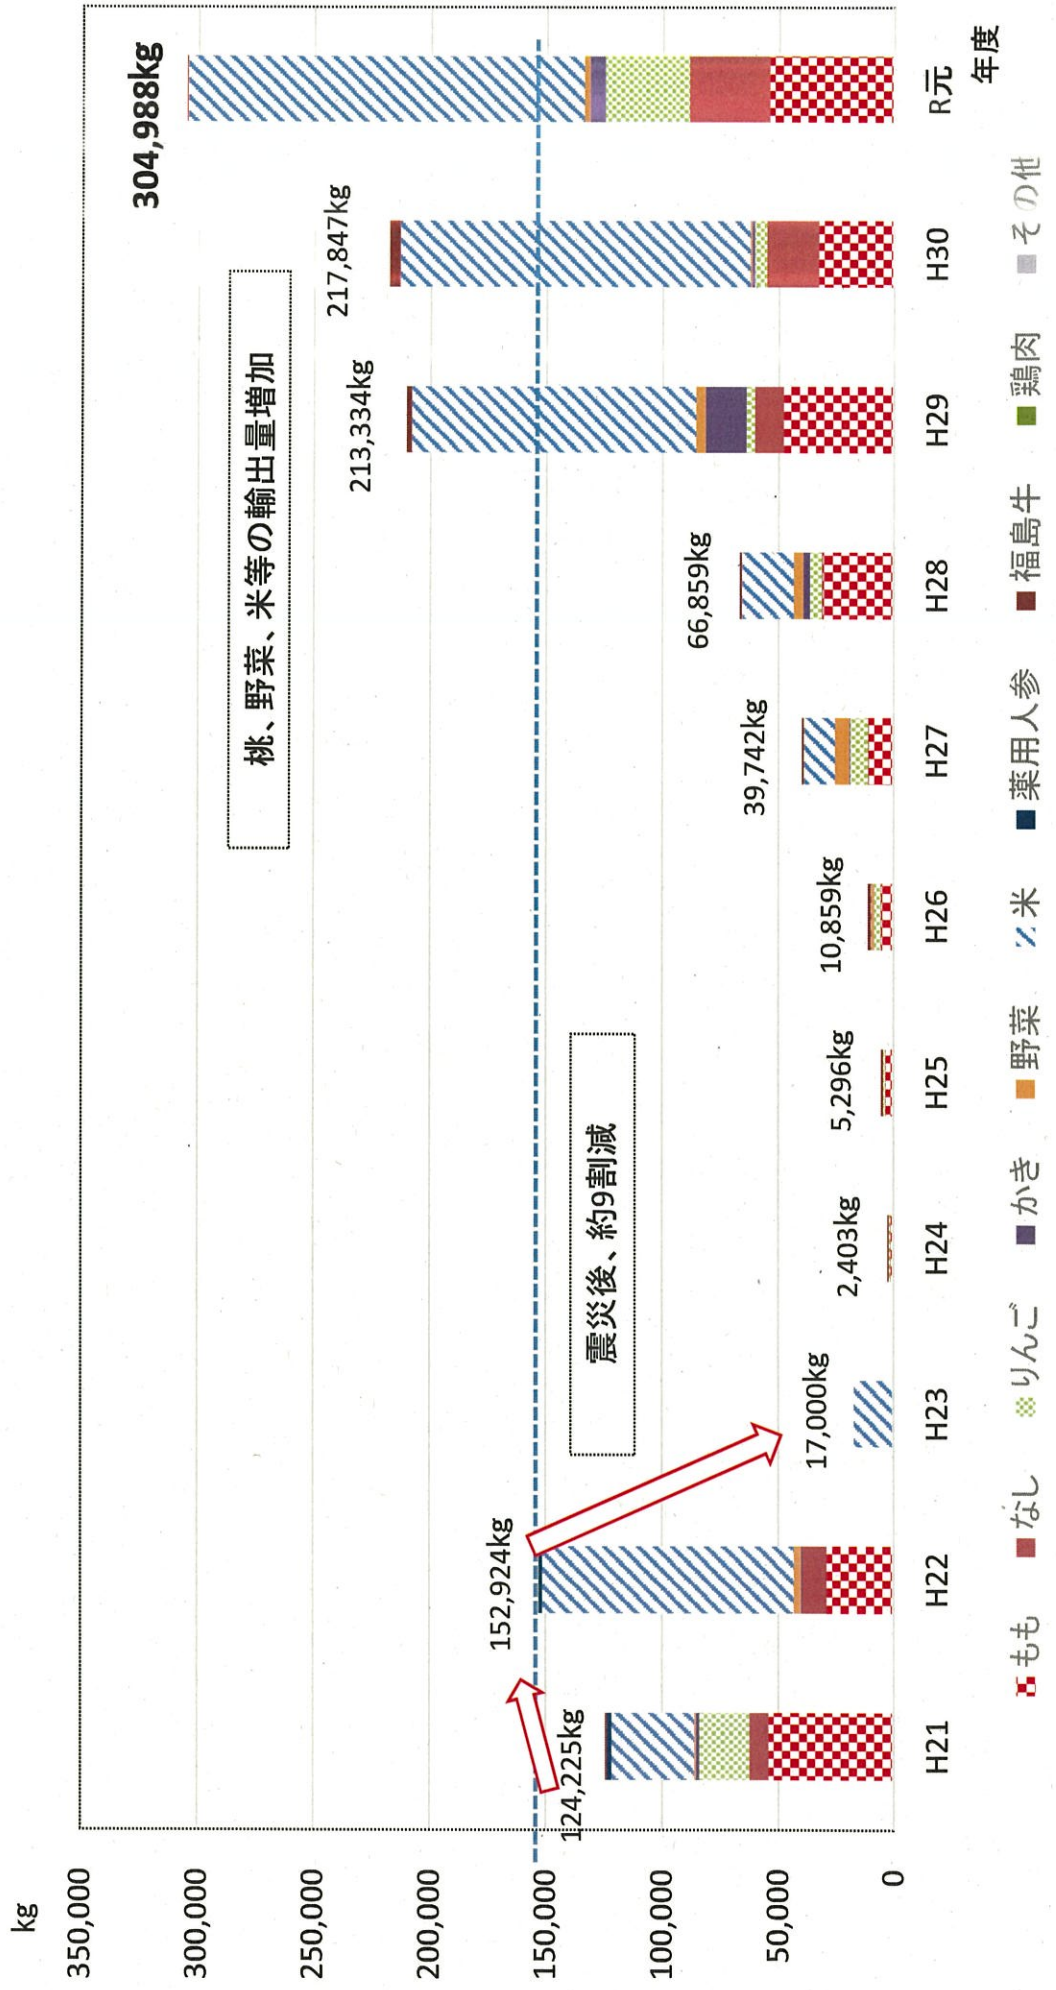 kg
350,000
300,000
250,000
200,000
150,000
100,000
50,000
0
304,988kg
217,847kg
213,334kg
66,859kg
39,742kg
10,859kg
5,296kg
2,403kg
17,000kg
152,924kg
124,225kg
桃、野菜、米等の輸出量増加
震災後、約9割減
H21 H22 H23 H24 H25 H26 H27 H28 H29 H30 R元
年度
もも なし りんご かき 野菜 米 薬用人参 福島牛 鶏肉 その他